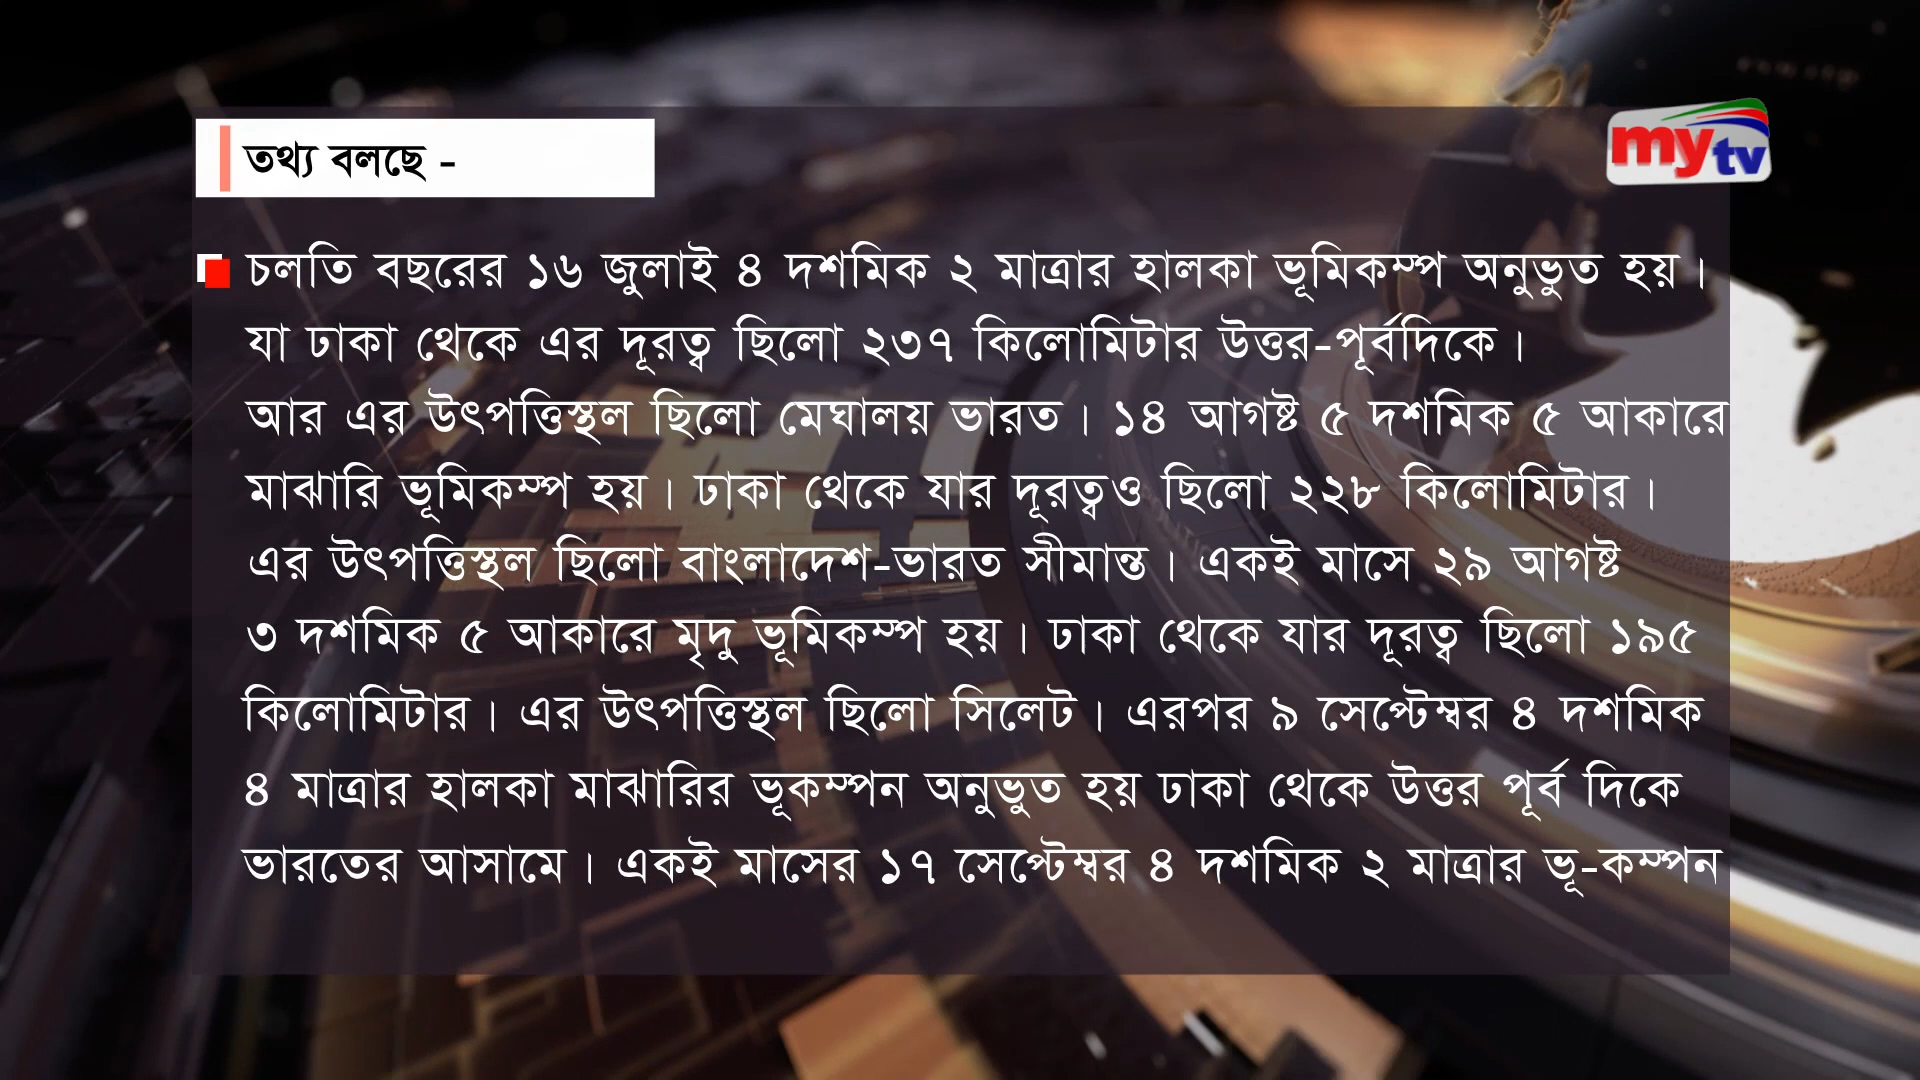 my tv
তথ্য বলছে -
চলতি বছরের ১৬ জুলাই ৪ দশমিক ২ মাত্রার হালকা ভূমিকম্প অনুভুত হয়।
যা ঢাকা থেকে এর দূরত্ব ছিলো ২৩৭ কিলোমিটার উত্তর-পূর্বদিকে।
আর এর উৎপত্তিস্থল ছিলো মেঘালয় ভারত। ১৪ আগষ্ট ৫ দশমিক ৫ আকারে
মাঝারি ভূমিকম্প হয়। ঢাকা থেকে যার দূরত্বও ছিলো ২২৮ কিলোমিটার।
এর উৎপত্তিস্থল ছিলো বাংলাদেশ-ভারত সীমান্ত। একই মাসে ২৯ আগষ্ট
৩ দশমিক ৫ আকারে মৃদু ভূমিকম্প হয়। ঢাকা থেকে যার দূরত্ব ছিলো ১৯৫
কিলোমিটার। এর উৎপত্তিস্থল ছিলো সিলেট। এরপর ৯ সেপ্টেম্বর ৪ দশমিক
৪ মাত্রার হালকা মাঝারির ভূকম্পন অনুভুত হয় ঢাকা থেকে উত্তর পূর্ব দিকে
ভারতের আসামে। একই মাসের ১৭ সেপ্টেম্বর ৪ দশমিক ২ মাত্রার ভূ-কম্পন